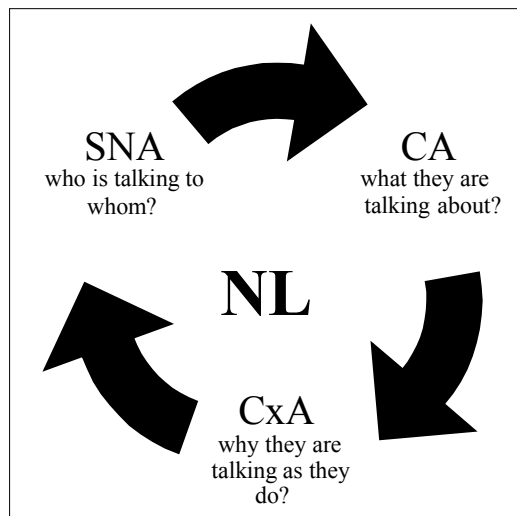 SNA
who is talking to
whom?
CA
what they are
talking about?
NL
CxA
why they are
talking as they
do?